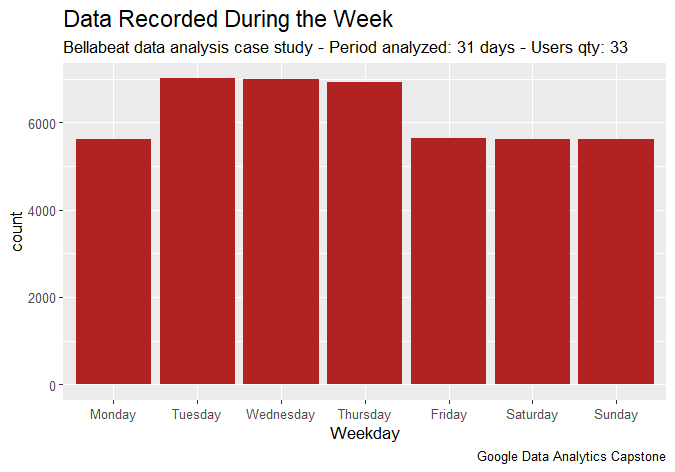 Data Recorded During the Week
Bellabeat data analysis case study - Period analyzed: 31 days - Users qty: 33
6000
4000
2000
0
count
Monday Tuesday Wednesday Thursday Friday Saturday Sunday
Weekday
Google Data Analytics Capstone